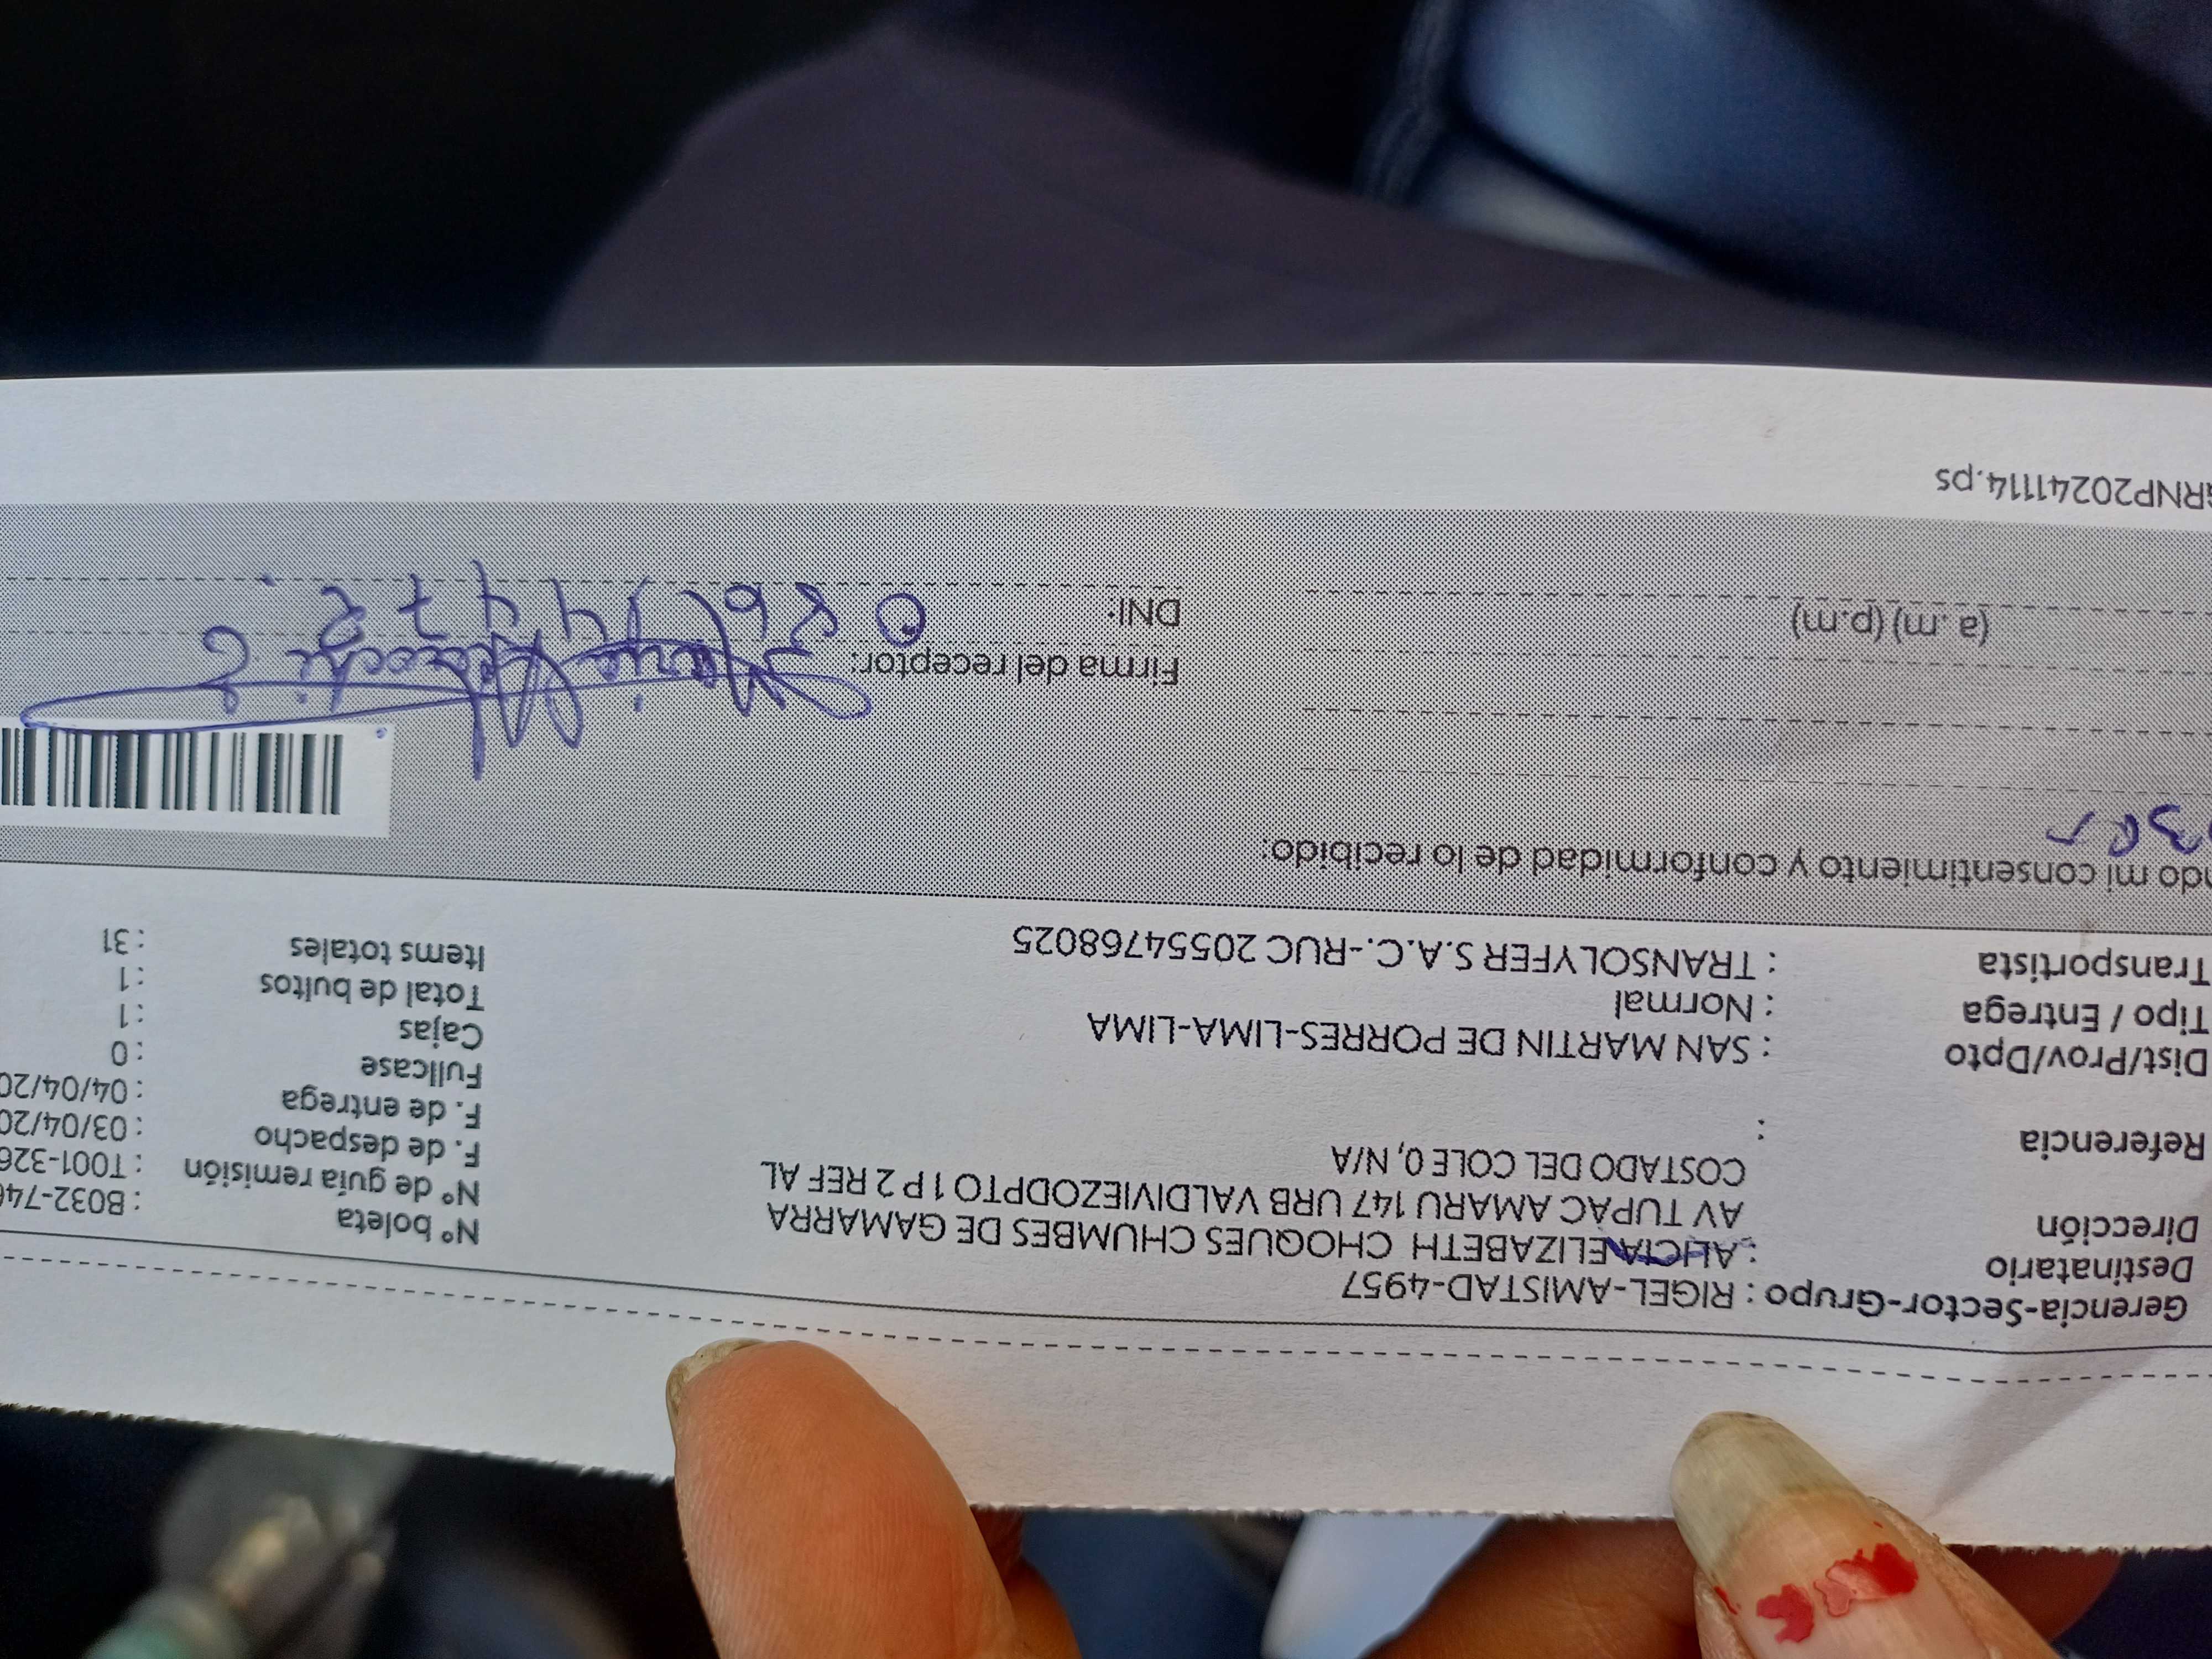 Gerencia-Sector-Grupo : RIGEL-AMISTAD-4957
Destinatario : ALICIA ELIZABETH CHOQUES CHUMBES DE GAMARRA
Dirección AV TUPAC AMARU 147 URB VALDIVIEZODPTO 1 P 2 REF AL
COSTADO DEL COLE 0, N/A
Referencia :
Dist/Prov/Dpto : SAN MARTIN DE PORRES-LIMA-LIMA
Tipo / Entrega : Normal
Transportista : TRANSOLYFER S.A.C.-RUC 20554768025
N° boleta : B032-746
N° de guía remisión : T001-326
F. de despacho : 03/04/20
F. de entrega : 04/04/20
Fullcase : 0
Cajas : 1
Total de bultos : 1
Items totales : 31
ndo mi consentimiento y conformidad de lo recibido:
Firma del receptor:
(a .m) (p.m)
DNI:
GRNP20241114.ps